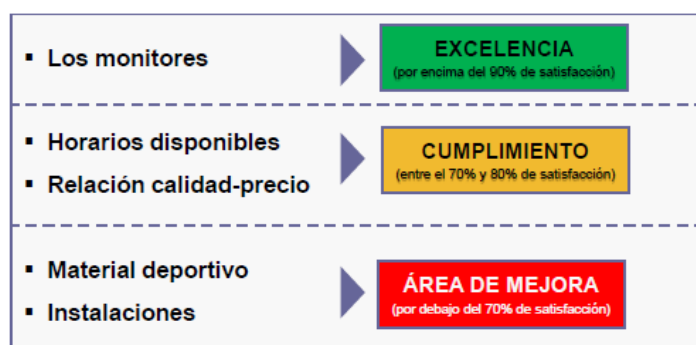 ▪ Los monitores
EXCELENCIA
(por encima del 90% de satisfacción)
▪ Horarios disponibles
▪ Relación calidad-precio
CUMPLIMIENTO
(entre el 70% y 80% de satisfacción)
▪ Material deportivo
▪ Instalaciones
ÁREA DE MEJORA
(por debajo del 70% de satisfacción)